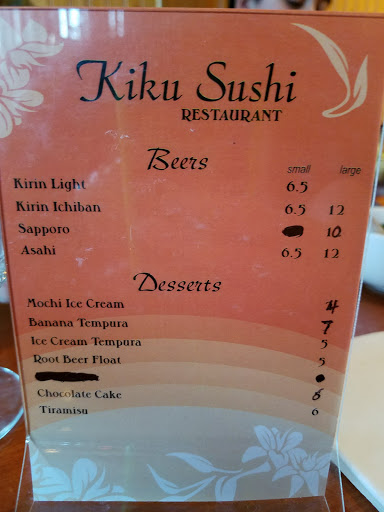 Kiku Sushi
RESTAURANT
Beers
small large
Kirin Light 6.5
Kirin Ichiban 6.5 12
Sapporo 10
Asahi 6.5 12
Desserts
Mochi Ice Cream 4
Banana Tempura 7
Ice Cream Tempura 5
Root Beer Float 5
Chocolate Cake
Tiramisu 6